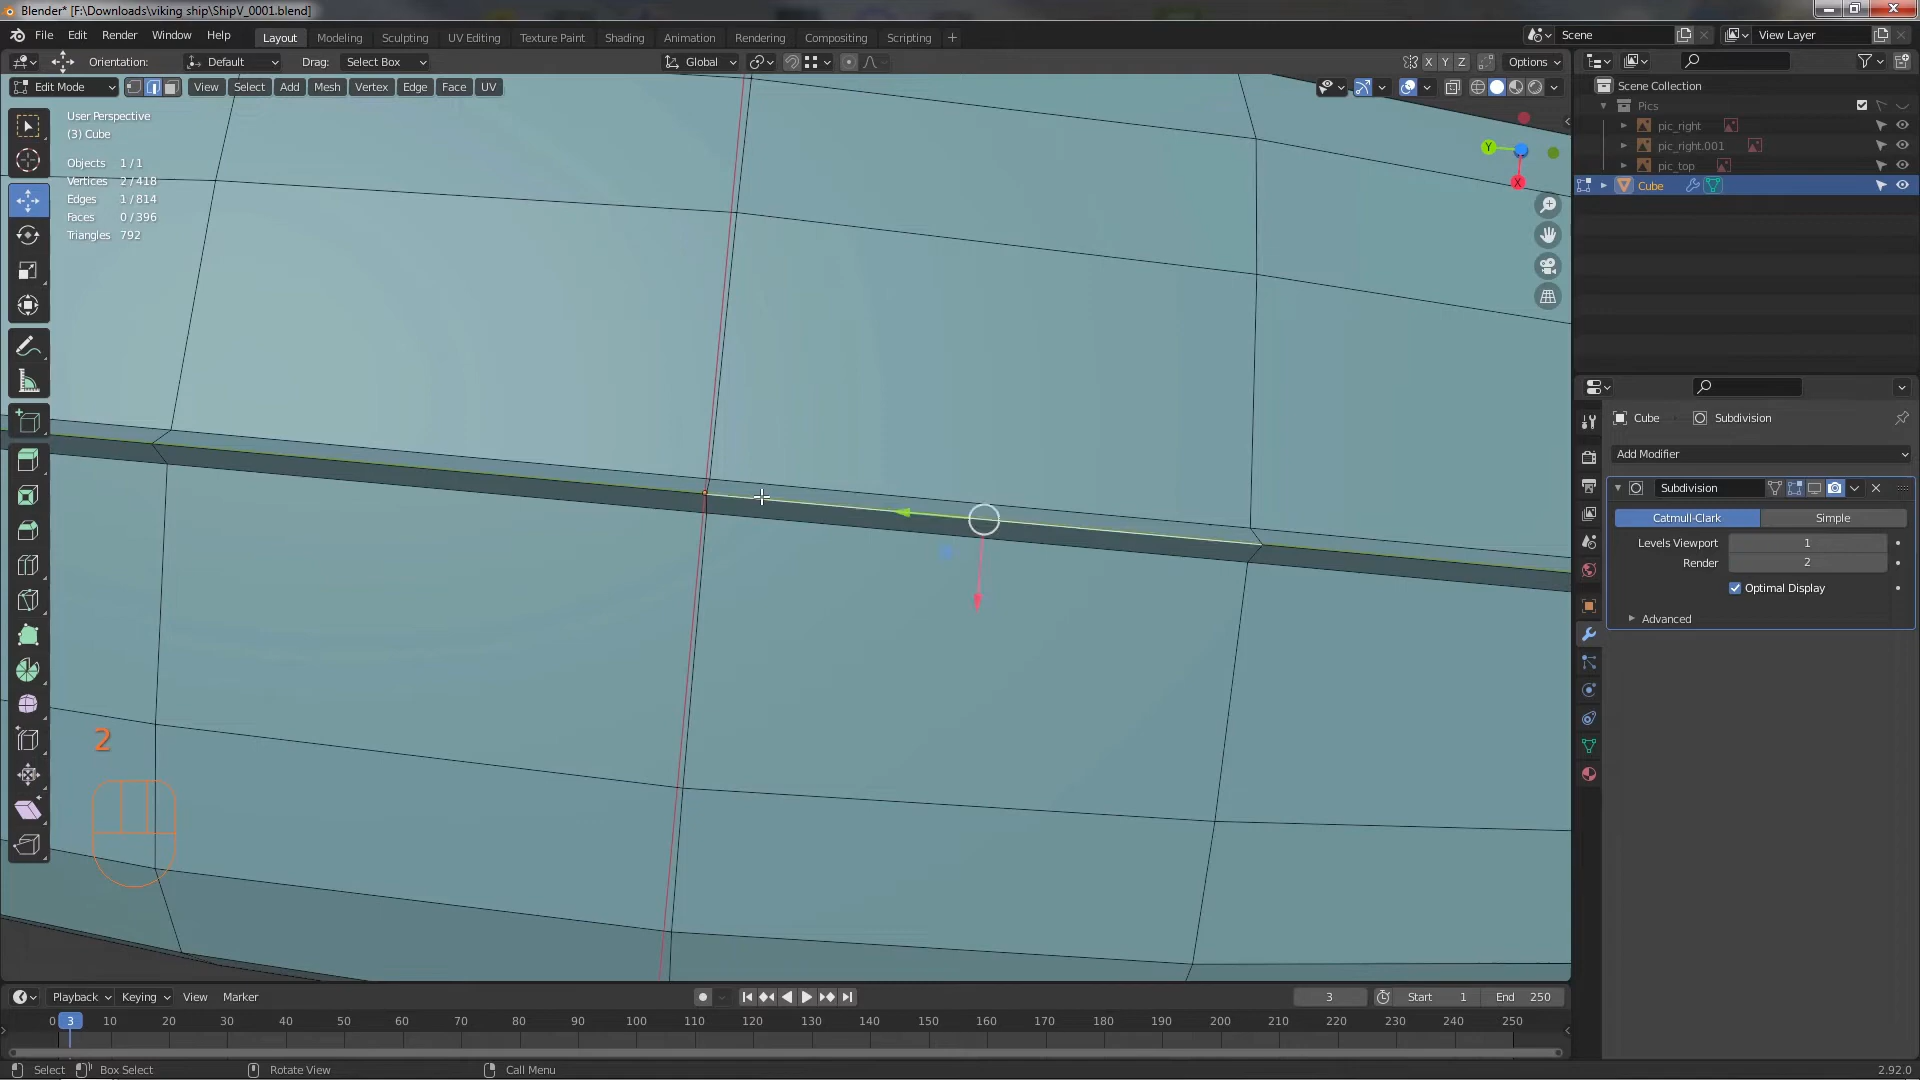 Blender* [F:\Downloads\viking ship\ShipV_0001.blend]
File Edit Render Window Help Layout Modeling Sculpting UV Editing Texture Paint Shading Animation Rendering Compositing Scripting + Scene View Layer
Orientation: Default Drag: Select Box Global X Y Z Options
Edit Mode View Select Add Mesh Vertex Edge Face UV
User Perspective
(3) Cube
Objects 1 / 1
Vertices 2 / 418
Edges 1 / 814
Faces 0 / 396
Triangles 792
Y
X
2
Scene Collection
Pics
pic_right
pic_right.001
pic_top
Cube
Cube Subdivision
Add Modifier
Subdivision
Catmull-Clark Simple
Levels Viewport 1
Render 2
Optimal Display
Advanced
Playback Keying View Marker 3 Start 1 End 250
0 3 10 20 30 40 50 60 70 80 90 100 110 120 130 140 150 160 170 180 190 200 210 220 230 240 250
Select Box Select Rotate View Call Menu 2.92.0